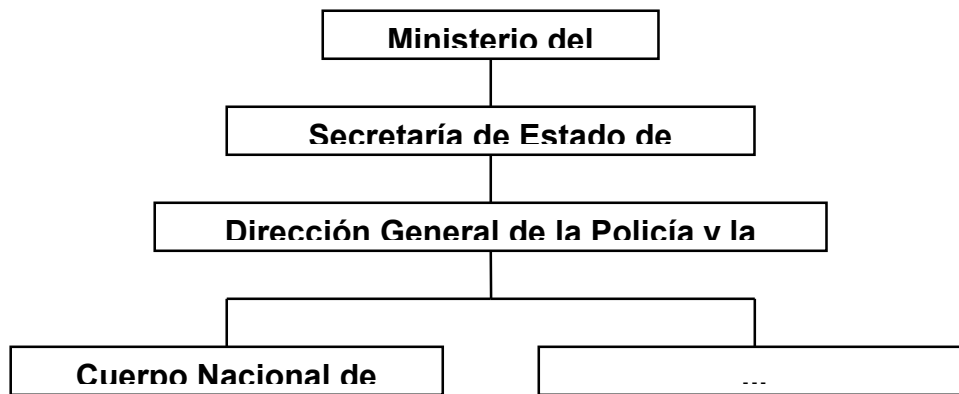 Ministerio del
Secretaría de Estado de
Dirección General de la Policía y la
Cuerpo Nacional de
...